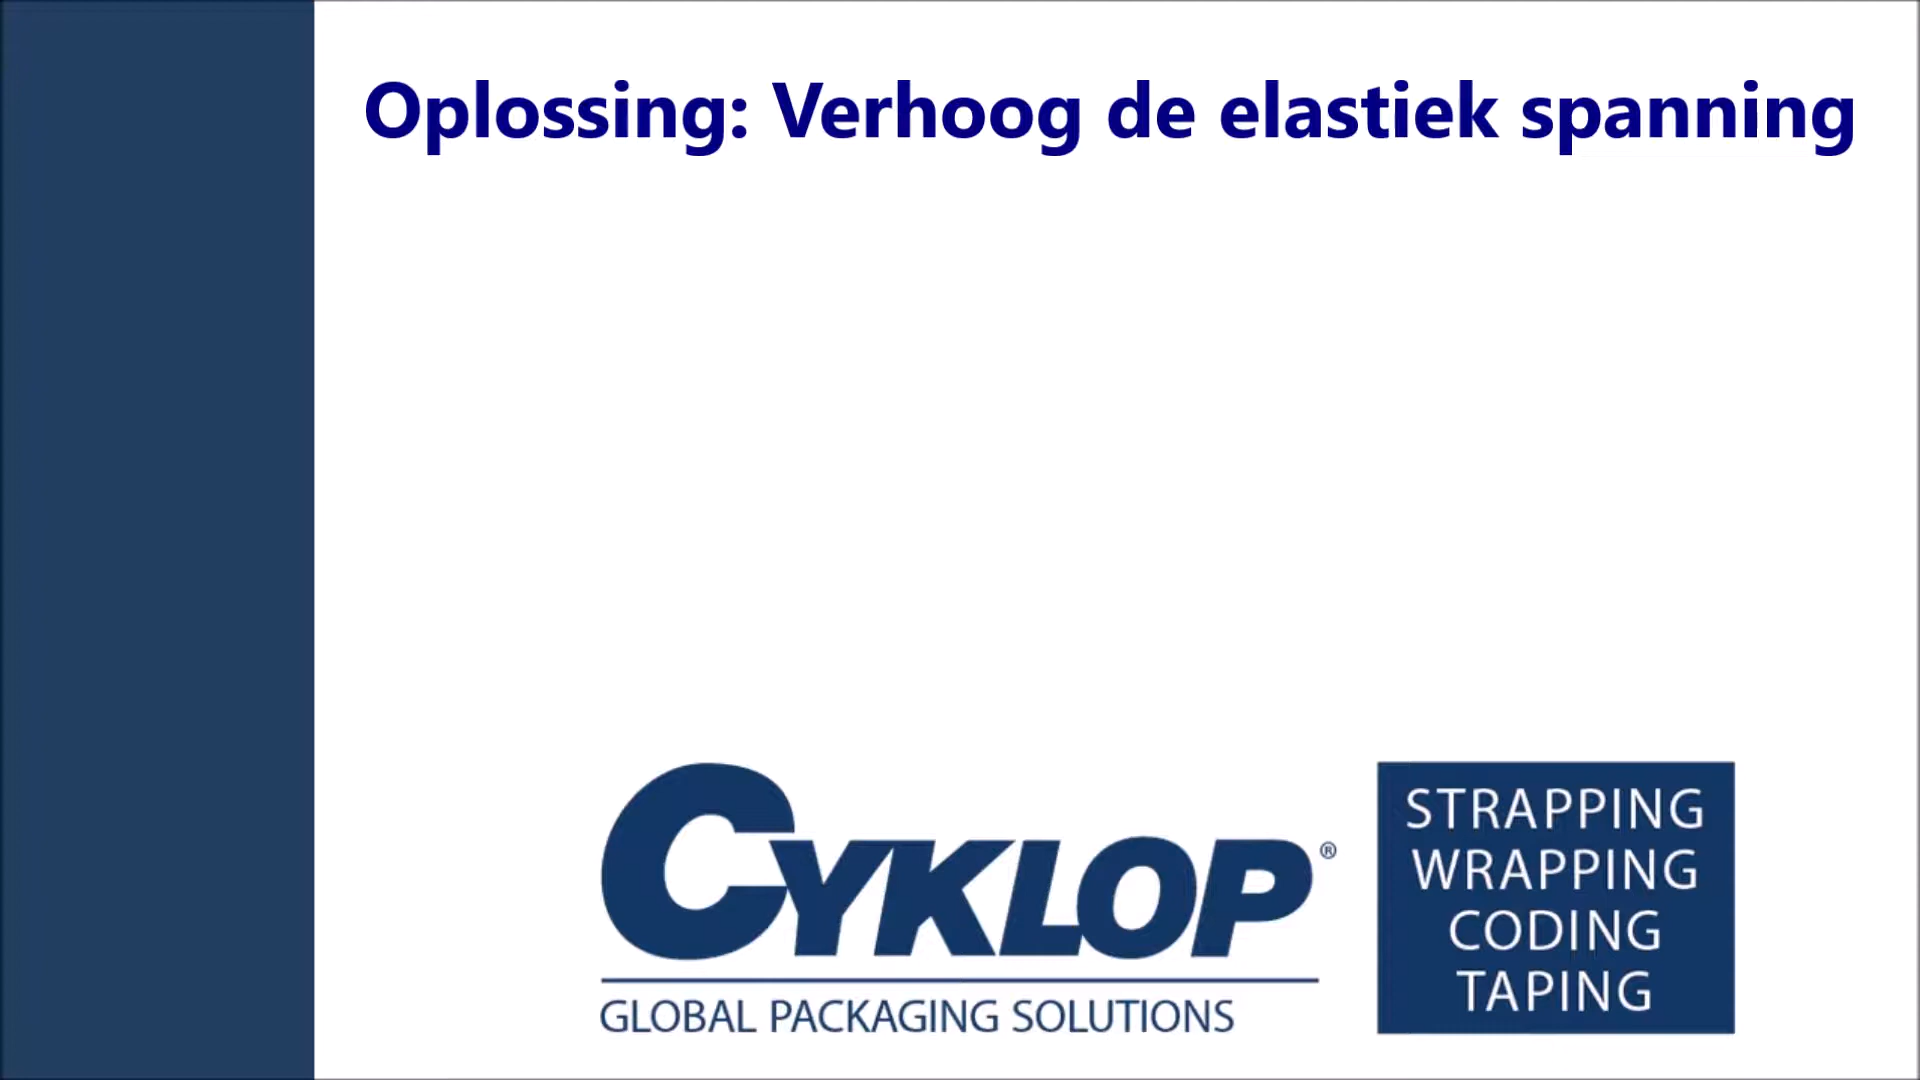 Oplossing: Verhoog de elastiek spanning
CYKLOP®
GLOBAL PACKAGING SOLUTIONS
STRAPPING
WRAPPING
CODING
TAPING